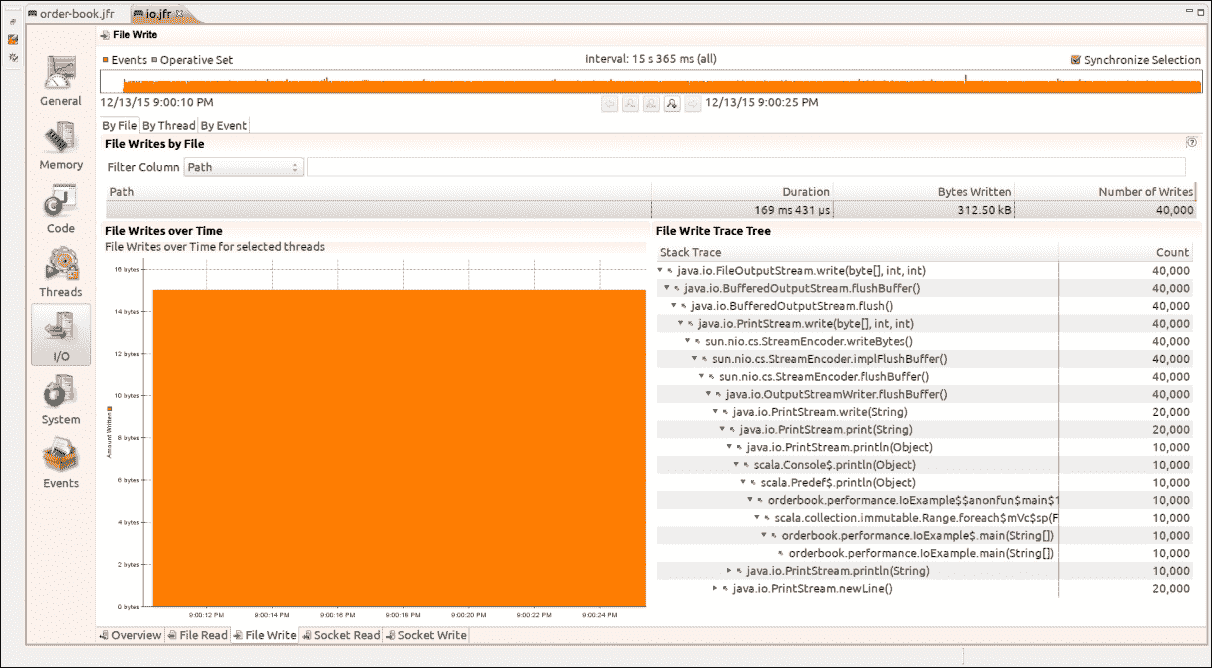 order-book.jfr io.jfr
File Write
Events Operative Set Interval: 15 s 365 ms (all) Synchronize Selection
12/13/15 9:00:10 PM 12/13/15 9:00:25 PM
By File By Thread By Event
File Writes by File
Filter Column Path
Path Duration Bytes Written Number of Writes
169 ms 431 µs 312.50 kB 40,000
General
Memory
Code
Threads
I/O
System
Events
File Writes over Time
File Writes over Time for selected threads
16 bytes
14 bytes
12 bytes
10 bytes
8 bytes
6 bytes
4 bytes
2 bytes
0 bytes
Amount Written
9:00:12 PM 9:00:14 PM 9:00:16 PM 9:00:18 PM 9:00:20 PM 9:00:22 PM 9:00:24 PM
File Write Trace Tree
Stack Trace Count
java.io.FileOutputStream.write(byte[], int, int) 40,000
java.io.BufferedOutputStream.flushBuffer() 40,000
java.io.BufferedOutputStream.flush() 40,000
java.io.PrintStream.write(byte[], int, int) 40,000
sun.nio.cs.StreamEncoder.writeBytes() 40,000
sun.nio.cs.StreamEncoder.implFlushBuffer() 40,000
sun.nio.cs.StreamEncoder.flushBuffer() 40,000
java.io.OutputStreamWriter.flushBuffer() 40,000
java.io.PrintStream.write(String) 20,000
java.io.PrintStream.print(String) 20,000
java.io.PrintStream.println(Object) 10,000
scala.Console$.println(Object) 10,000
scala.Predef$.println(Object) 10,000
orderbook.performance.IoExample$$anonfun$main$1 10,000
scala.collection.immutable.Range.foreach$mVc$sp(F 10,000
orderbook.performance.IoExample$.main(String[]) 10,000
orderbook.performance.IoExample.main(String[]) 10,000
java.io.PrintStream.println(String) 10,000
java.io.PrintStream.newLine() 20,000
Overview File Read File Write Socket Read Socket Write